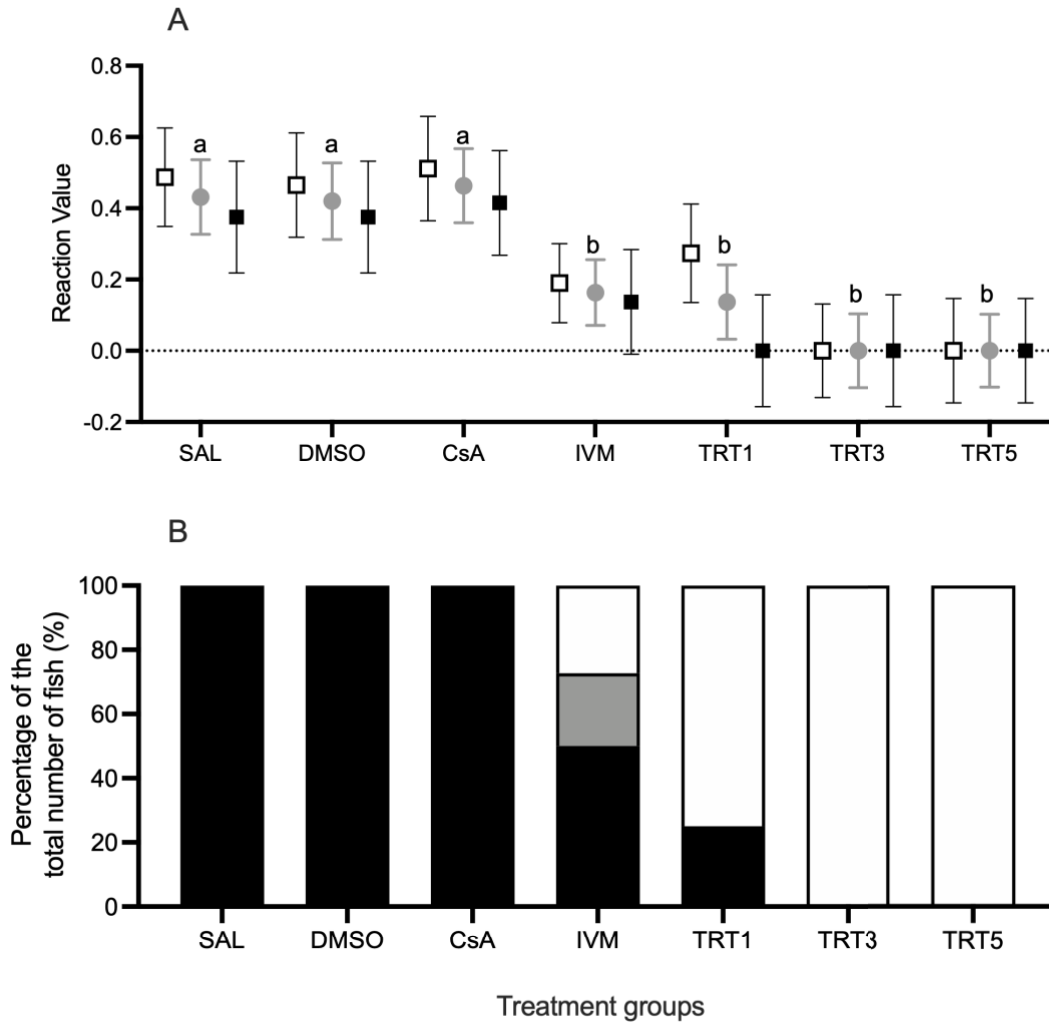 A
Reaction Value
0.8
0.6
0.4
0.2
0.0
-0.2
a
a
a
b
b
b
b
SAL
DMSO
CsA
IVM
TRT1
TRT3
TRT5
B
Percentage of the
total number of fish (%)
100
80
60
40
20
0
SAL
DMSO
CsA
IVM
TRT1
TRT3
TRT5
Treatment groups